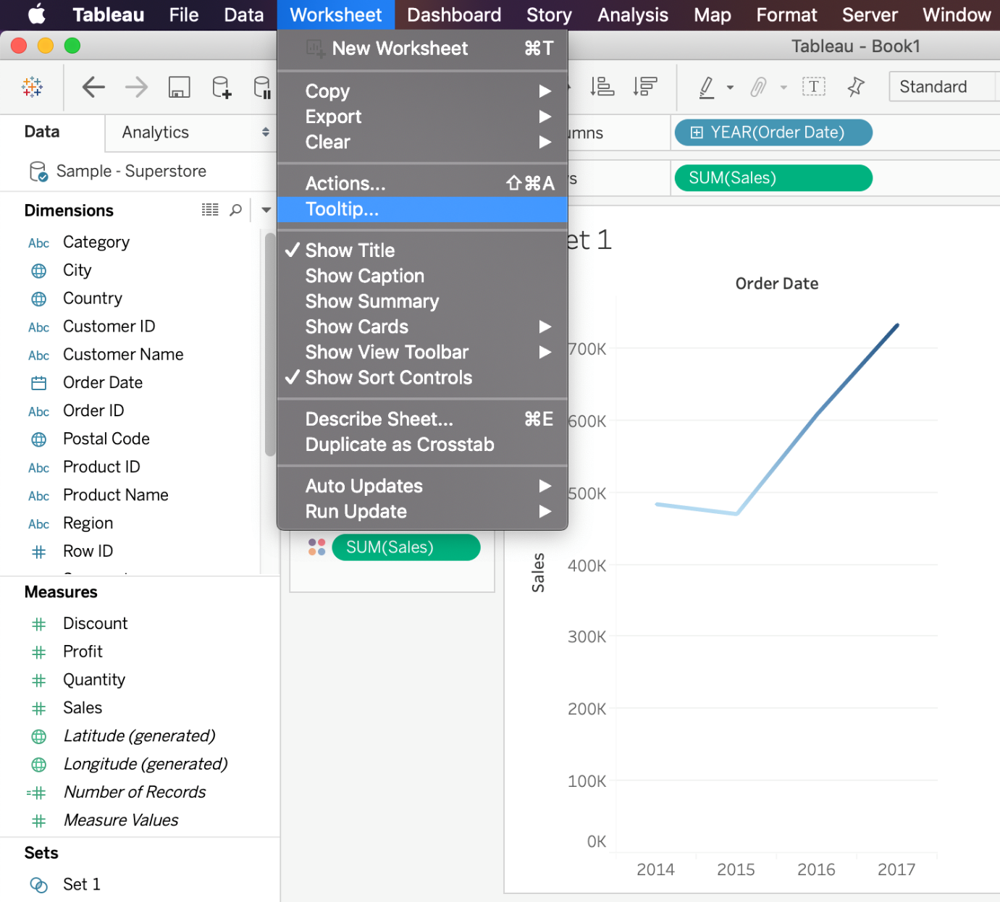 Tableau File Data Worksheet Dashboard Story Analysis Map Format Server Window
Tableau - Book1
New Worksheet ⌘T
Copy
Export
Clear
Actions... ⇧⌘A
Tooltip...
✓ Show Title
Show Caption
Show Summary
Show Cards
Show View Toolbar
✓ Show Sort Controls
Describe Sheet... ⌘E
Duplicate as Crosstab
Auto Updates
Run Update
T
Standard
Data Analytics
Sample - Superstore
Dimensions
Abc Category
City
Country
Abc Customer ID
Abc Customer Name
Order Date
Abc Order ID
Postal Code
Abc Product ID
Abc Product Name
Abc Region
# Row ID
Measures
# Discount
# Profit
# Quantity
# Sales
Latitude (generated)
Longitude (generated)
=# Number of Records
# Measure Values
Sets
Set 1
SUM(Sales)
umns YEAR(Order Date)
s SUM(Sales)
et 1
Order Date
700K
600K
500K
400K
300K
200K
100K
0K
Sales
2014 2015 2016 2017